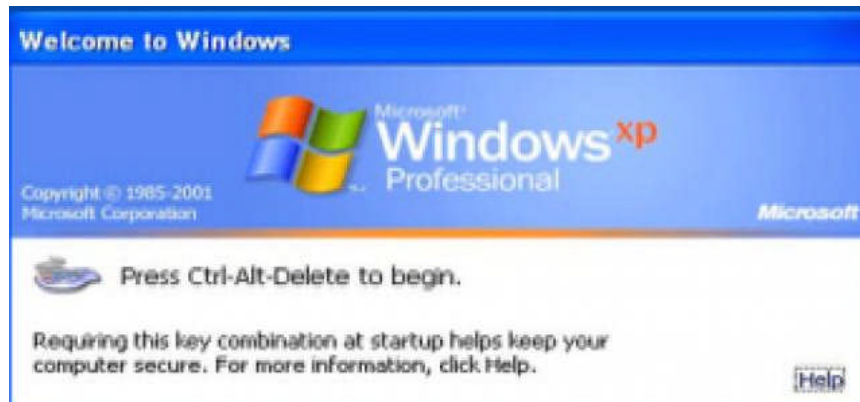 Welcome to Windows
Microsoft®
Windows xp
Professional
Copyright © 1985-2001
Microsoft Corporation
Microsoft
Press Ctrl-Alt-Delete to begin.
Requiring this key combination at startup helps keep your
computer secure. For more information, click Help.
Help